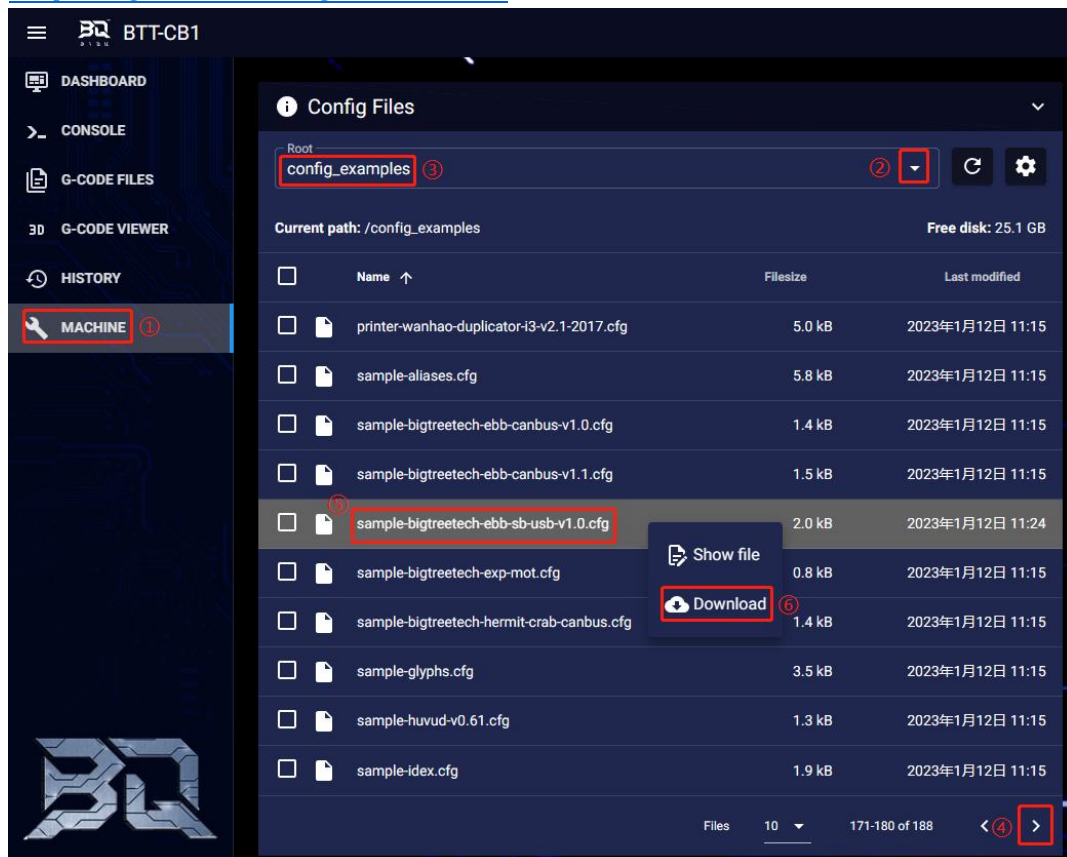 BTT-CB1
DASHBOARD
CONSOLE
G-CODE FILES
3D G-CODE VIEWER
HISTORY
MACHINE ①
Config Files
Root
config_examples ③ ②
Current path: /config_examples Free disk: 25.1 GB
Name ↑ Filesize Last modified
printer-wanhao-duplicator-i3-v2.1-2017.cfg 5.0 kB 2023年1月12日 11:15
sample-aliases.cfg 5.8 kB 2023年1月12日 11:15
sample-bigtreetech-ebb-canbus-v1.0.cfg 1.4 kB 2023年1月12日 11:15
sample-bigtreetech-ebb-canbus-v1.1.cfg 1.5 kB 2023年1月12日 11:15
⑤
sample-bigtreetech-ebb-sb-usb-v1.0.cfg 2.0 kB 2023年1月12日 11:24
Show file
sample-bigtreetech-exp-mot.cfg 0.8 kB 2023年1月12日 11:15
Download ⑥
sample-bigtreetech-hermit-crab-canbus.cfg 1.4 kB 2023年1月12日 11:15
sample-glyphs.cfg 3.5 kB 2023年1月12日 11:15
sample-huvud-v0.61.cfg 1.3 kB 2023年1月12日 11:15
sample-idex.cfg 1.9 kB 2023年1月12日 11:15
Files 10 171-180 of 188 ④